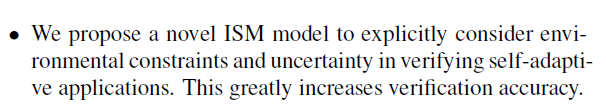 • We propose a novel ISM model to explicitly consider envi-
ronmental constraints and uncertainty in verifying self-adapti-
ve applications. This greatly increases verification accuracy.